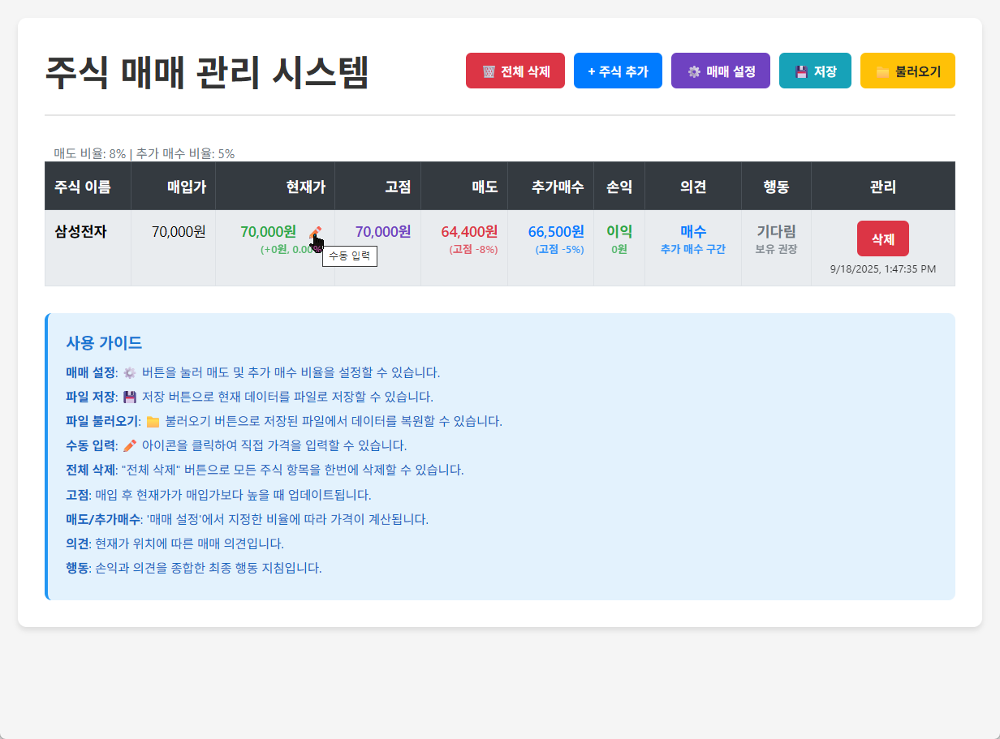 주식 매매 관리 시스템
🗑️ 전체 삭제
+ 주식 추가
⚙️ 매매 설정
💾 저장
📁 불러오기
매도 비율: 8% | 추가 매수 비율: 5%
주식 이름 매입가 현재가 고점 매도 추가매수 손익 의견 행동 관리
삼성전자 70,000원 70,000원 ✏️ 70,000원 64,400원 66,500원 이익 매수 기다림 삭제
(+0원, 0.00 (고점 -8%) (고점 -5%) 0원 추가 매수 구간 보유 권장
수동 입력
9/18/2025, 1:47:35 PM
사용 가이드
매매 설정: ⚙️ 버튼을 눌러 매도 및 추가 매수 비율을 설정할 수 있습니다.
파일 저장: 💾 저장 버튼으로 현재 데이터를 파일로 저장할 수 있습니다.
파일 불러오기: 📁 불러오기 버튼으로 저장된 파일에서 데이터를 복원할 수 있습니다.
수동 입력: ✏️ 아이콘을 클릭하여 직접 가격을 입력할 수 있습니다.
전체 삭제: "전체 삭제" 버튼으로 모든 주식 항목을 한번에 삭제할 수 있습니다.
고점: 매입 후 현재가가 매입가보다 높을 때 업데이트됩니다.
매도/추가매수: '매매 설정'에서 지정한 비율에 따라 가격이 계산됩니다.
의견: 현재가 위치에 따른 매매 의견입니다.
행동: 손익과 의견을 종합한 최종 행동 지침입니다.